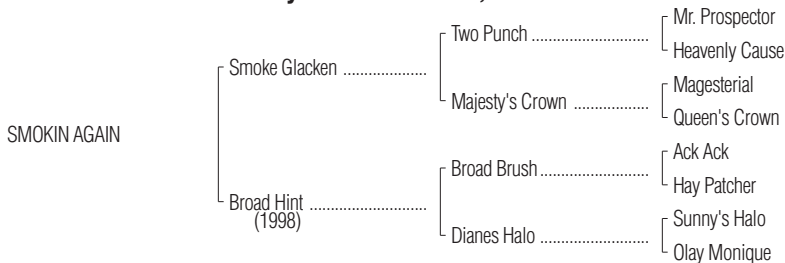 Mr. Prospector
Two Punch
Heavenly Cause
Smoke Glacken
Magesterial
Majesty's Crown
Queen's Crown
SMOKIN AGAIN
Ack Ack
Broad Brush
Hay Patcher
Broad Hint
(1998)
Sunny's Halo
Dianes Halo
Olay Monique